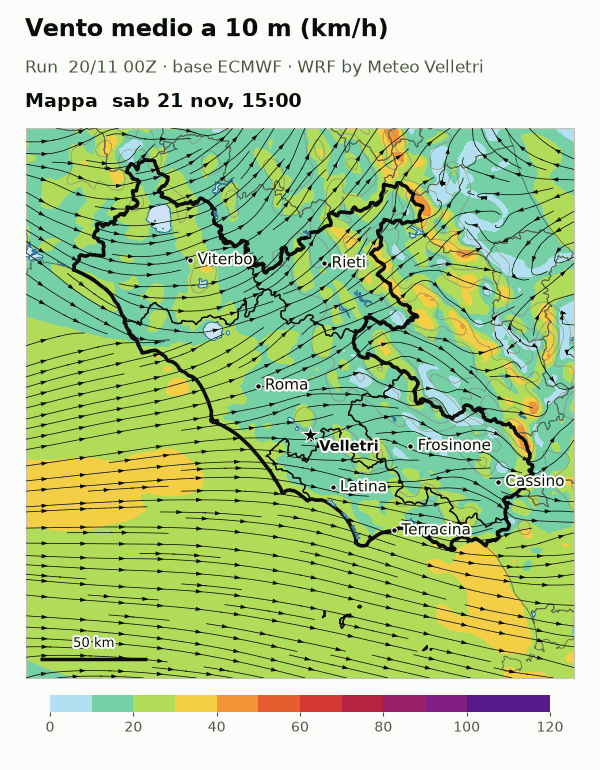 Vento medio a 10 m (km/h)
Run  20/11 00Z · base ECMWF · WRF by Meteo Velletri
Mappa  sab 21 nov, 15:00
Viterbo
Rieti
Roma
Velletri
Frosinone
Latina
Cassino
Terracina
50 km
0 20 40 60 80 100 120